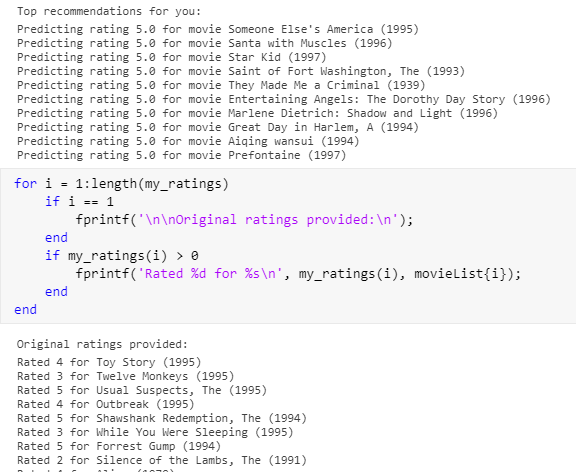 Top recommendations for you:
Predicting rating 5.0 for movie Someone Else's America (1995)
Predicting rating 5.0 for movie Santa with Muscles (1996)
Predicting rating 5.0 for movie Star Kid (1997)
Predicting rating 5.0 for movie Saint of Fort Washington, The (1993)
Predicting rating 5.0 for movie They Made Me a Criminal (1939)
Predicting rating 5.0 for movie Entertaining Angels: The Dorothy Day Story (1996)
Predicting rating 5.0 for movie Marlene Dietrich: Shadow and Light (1996)
Predicting rating 5.0 for movie Great Day in Harlem, A (1994)
Predicting rating 5.0 for movie Aiqing wansui (1994)
Predicting rating 5.0 for movie Prefontaine (1997)
for i = 1:length(my_ratings)
    if i == 1
        fprintf('\n\nOriginal ratings provided:\n');
    end
    if my_ratings(i) > 0
        fprintf('Rated %d for %s\n', my_ratings(i), movieList{i});
    end
end
Original ratings provided:
Rated 4 for Toy Story (1995)
Rated 3 for Twelve Monkeys (1995)
Rated 5 for Usual Suspects, The (1995)
Rated 4 for Outbreak (1995)
Rated 5 for Shawshank Redemption, The (1994)
Rated 3 for While You Were Sleeping (1995)
Rated 5 for Forrest Gump (1994)
Rated 2 for Silence of the Lambs, The (1991)